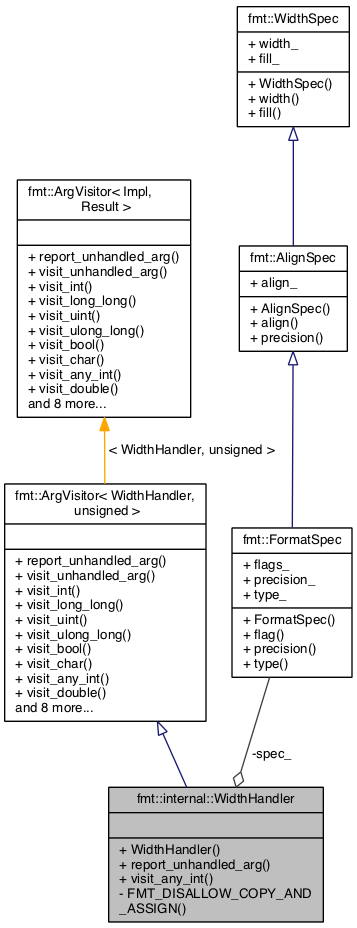 fmt::WidthSpec
+ width_
+ fill_
+ WidthSpec()
+ width()
+ fill()
fmt::ArgVisitor< Impl,
Result >
+ report_unhandled_arg()
+ visit_unhandled_arg()
+ visit_int()
+ visit_long_long()
+ visit_uint()
+ visit_ulong_long()
+ visit_bool()
+ visit_char()
+ visit_any_int()
+ visit_double()
and 8 more...
fmt::AlignSpec
+ align_
+ AlignSpec()
+ align()
+ precision()
< WidthHandler, unsigned >
fmt::ArgVisitor< WidthHandler,
unsigned >
+ report_unhandled_arg()
+ visit_unhandled_arg()
+ visit_int()
+ visit_long_long()
+ visit_uint()
+ visit_ulong_long()
+ visit_bool()
+ visit_char()
+ visit_any_int()
+ visit_double()
and 8 more...
fmt::FormatSpec
+ flags_
+ precision_
+ type_
+ FormatSpec()
+ flag()
+ precision()
+ type()
-spec_
fmt::internal::WidthHandler
+ WidthHandler()
+ report_unhandled_arg()
+ visit_any_int()
- FMT_DISALLOW_COPY_AND
_ASSIGN()